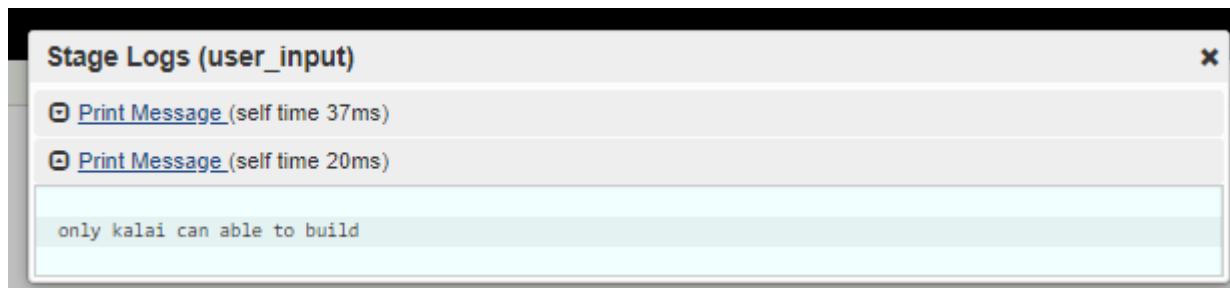 Stage Logs (user_input)
Print Message (self time 37ms)
Print Message (self time 20ms)
only kalai can able to build